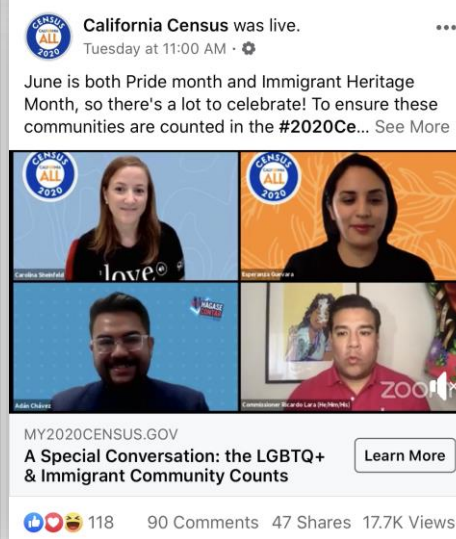 California Census was live.
Tuesday at 11:00 AM ·
June is both Pride month and Immigrant Heritage
Month, so there's a lot to celebrate! To ensure these
communities are counted in the #2020Ce... See More
CENSUS
CALIFORNIA
ALL
2020
CENSUS
CALIFORNIA
ALL
2020
love
Carolina Sheinfeld
Esperanza Guevara
HÁGASE
CONTAR
Adán Chávez
Commissioner Ricardo Lara (He/Him/His)
zoom
MY2020CENSUS.GOV
A Special Conversation: the LGBTQ+
& Immigrant Community Counts
Learn More
118 90 Comments 47 Shares 17.7K Views